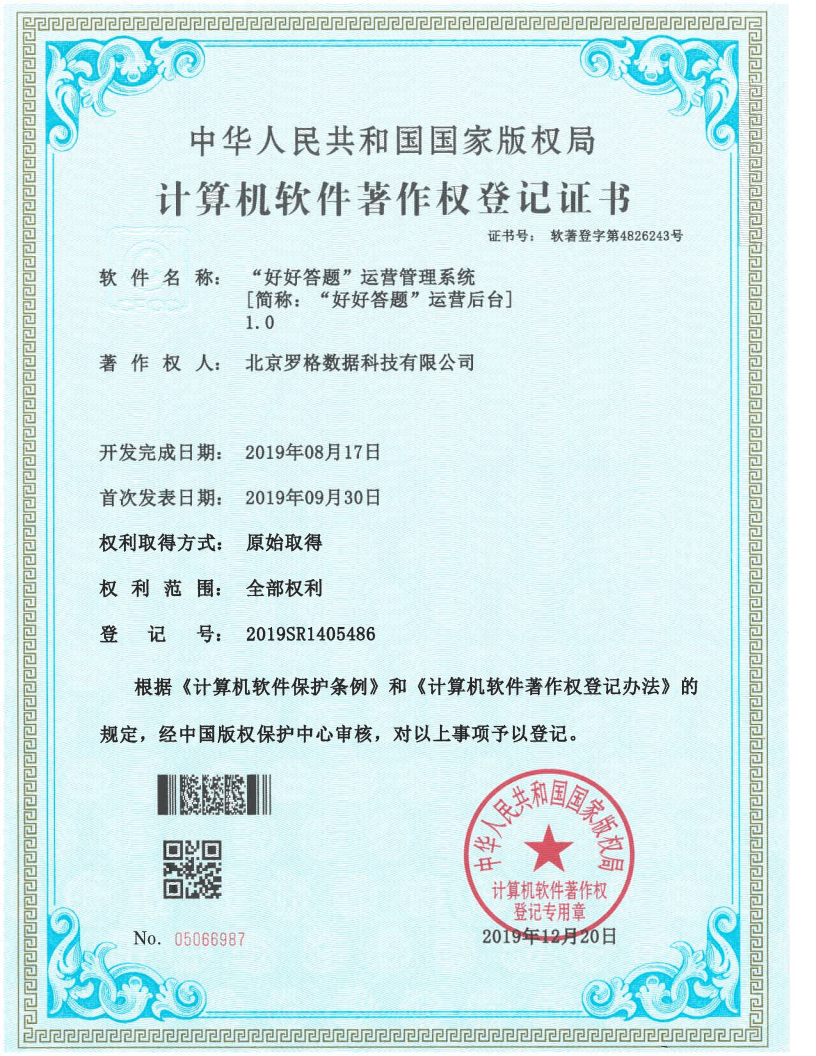 中华人民共和国国家版权局
计算机软件著作权登记证书
证书号： 软著登字第4826243号
软件名称： “好好答题”运营管理系统
[简称：“好好答题”运营后台]
1.0
著作权人： 北京罗格数据科技有限公司
开发完成日期： 2019年08月17日
首次发表日期： 2019年09月30日
权利取得方式： 原始取得
权利范围： 全部权利
登记号： 2019SR1405486
根据《计算机软件保护条例》和《计算机软件著作权登记办法》的
规定，经中国版权保护中心审核，对以上事项予以登记。
中华人民共和国国家版权局
计算机软件著作权
登记专用章
No. 05066987
2019年12月20日